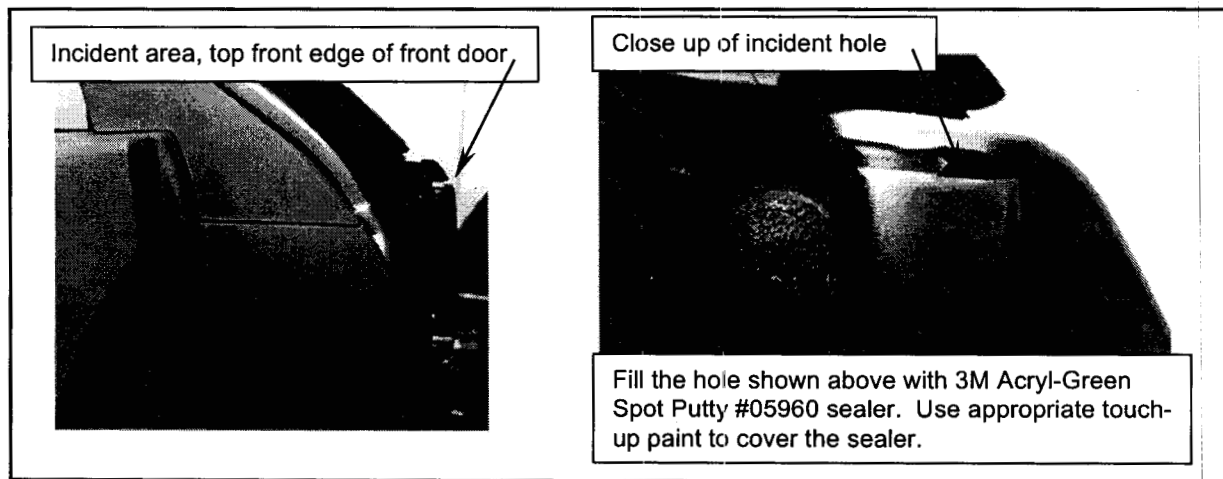 Incident area, top front edge of front door
Close up of incident hole
Fill the hole shown above with 3M Acryl-Green
Spot Putty #05960 sealer.  Use appropriate touch-
up paint to cover the sealer.